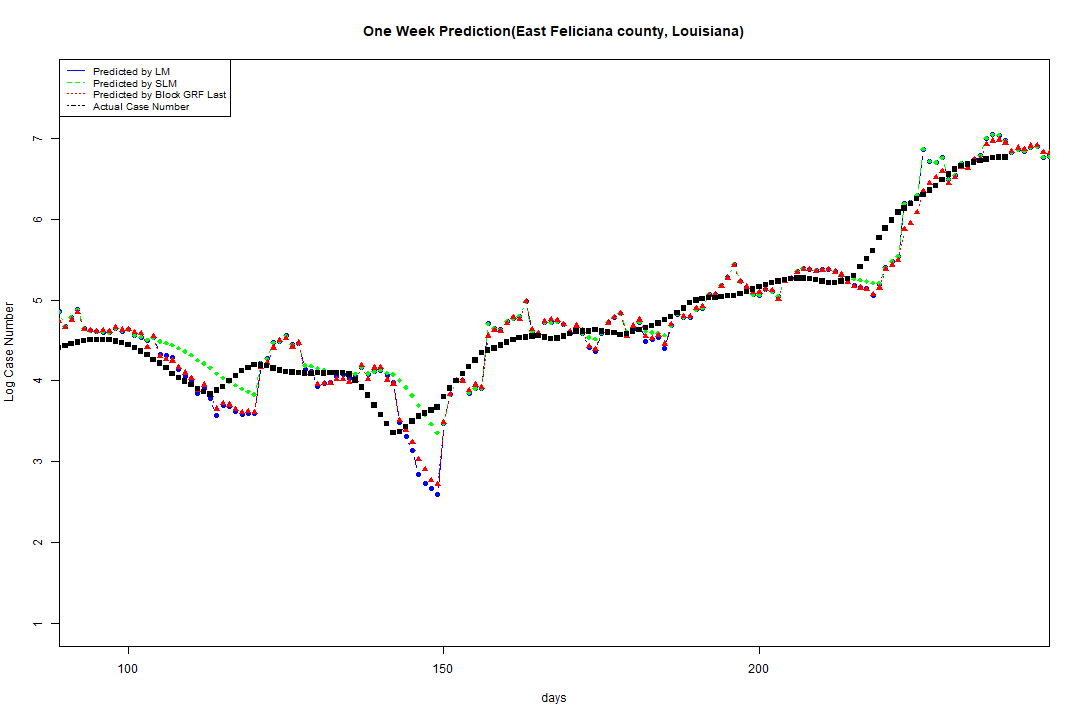 One Week Prediction(East Feliciana county, Louisiana)
Predicted by LM
Predicted by SLM
Predicted by Block GRF Last
Actual Case Number
7
6
5
4
3
2
1
Log Case Number
100 150 200
days